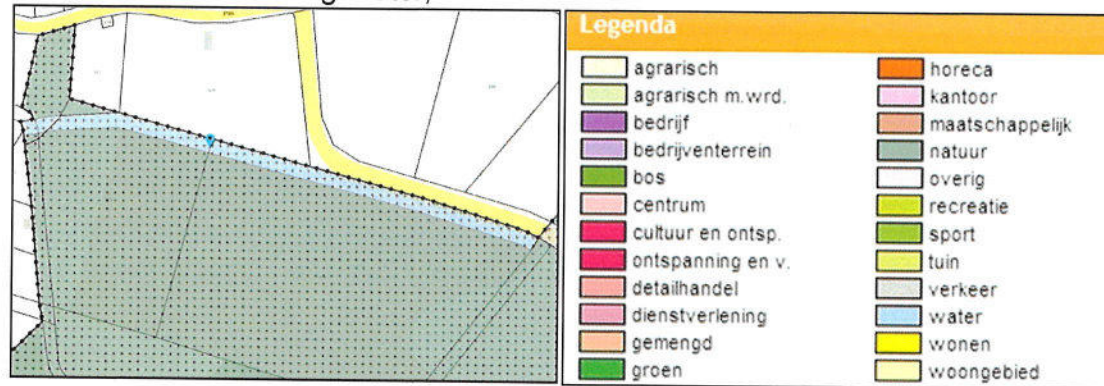 Legenda
agrarisch
agrarisch m.wrd.
bedrijf
bedrijventerrein
bos
centrum
cultuur en ontsp.
ontspanning en v.
detailhandel
dienstverlening
gemengd
groen
horeca
kantoor
maatschappelijk
natuur
overig
recreatie
sport
tuin
verkeer
water
wonen
woongebied